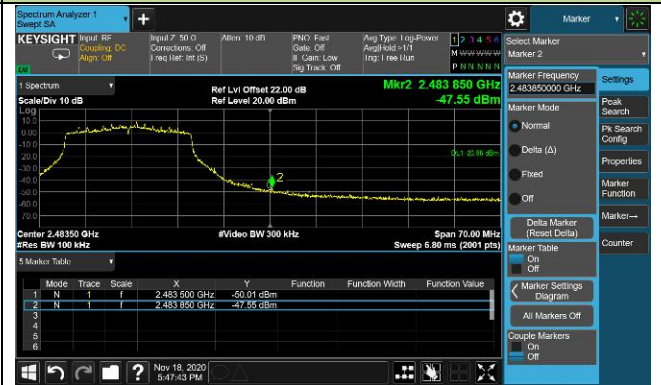 Spectrum Analyzer 1
Swept SA
+
Marker
KEYSIGHT
Input: RF
Coupling: DC
Align: Off
Input Z: 50 Ω
Corrections: Off
Freq Ref: Int (S)
Atten: 10 dB
PNO: Fast
Gate: Off
IF Gain: Low
Sig Track: Off
Avg Type: Log-Power
Avg|Hold:>1/1
Trig: Free Run
1 2 3 4 5 6
M W W W W W
P N N N N N
Select Marker
Marker 2
1 Spectrum
Scale/Div 10 dB
Ref Lvl Offset 22.00 dB
Ref Level 20.00 dBm
Mkr2 2.483 850 GHz
-47.55 dBm
Log
10.0
0.00
-10.0
-20.0
-30.0
-40.0
-50.0
-60.0
-70.0
2
Center 2.48350 GHz
#Res BW 100 kHz
#Video BW 300 kHz
Span 70.00 MHz
Sweep 6.80 ms (2001 pts)
5 Marker Table
Mode Trace Scale X Y Function Function Width Function Value
1 N 1 f 2.483 500 GHz -50.01 dBm
2 N 1 f 2.483 850 GHz -47.55 dBm
3
4
5
6
Marker Frequency
2.483850000 GHz
Marker Mode
Normal
Delta (Δ)
Fixed
Off
Delta Marker
(Reset Delta)
Marker Table
On
Off
Marker Settings
Diagram
All Markers Off
Couple Markers
On
Off
Settings
Peak
Search
Pk Search
Config
Properties
Marker
Function
Marker→
Counter
?
Nov 18, 2020
5:47:43 PM